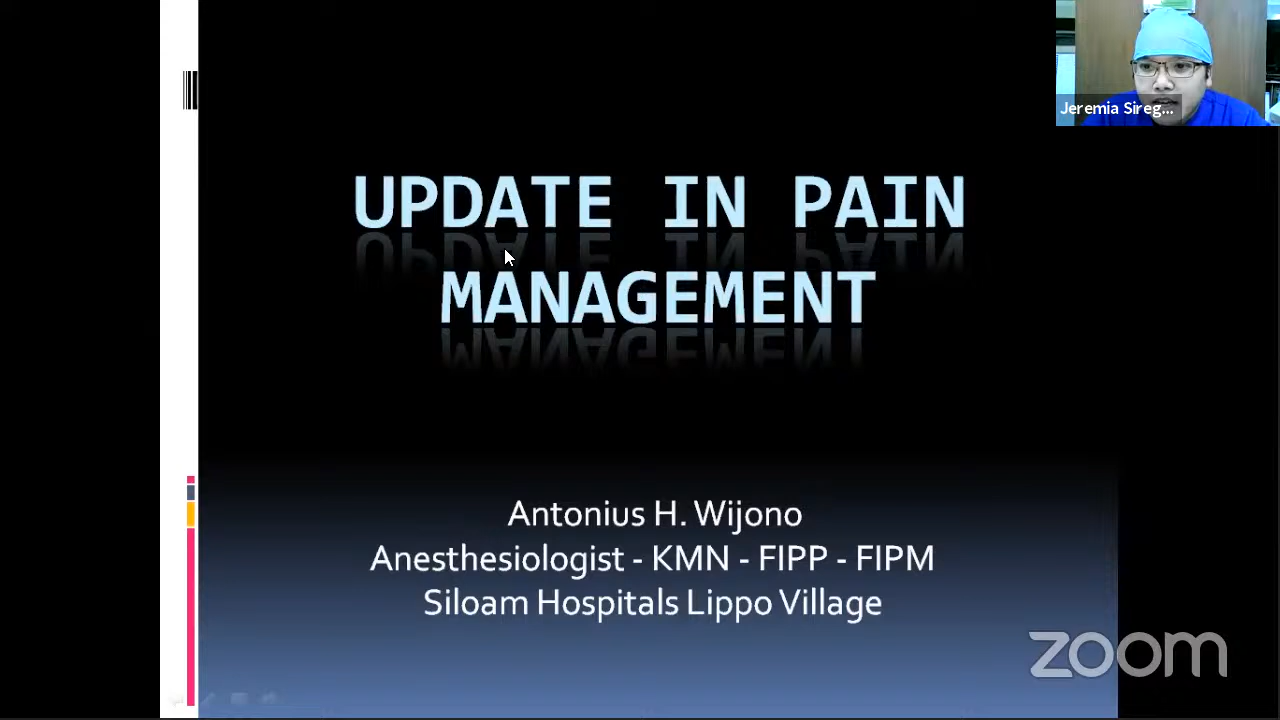 Jeremia Sireg...
UPDATE IN PAIN
MANAGEMENT
Antonius H. Wijono
Anesthesiologist - KMN - FIPP - FIPM
Siloam Hospitals Lippo Village
zoom